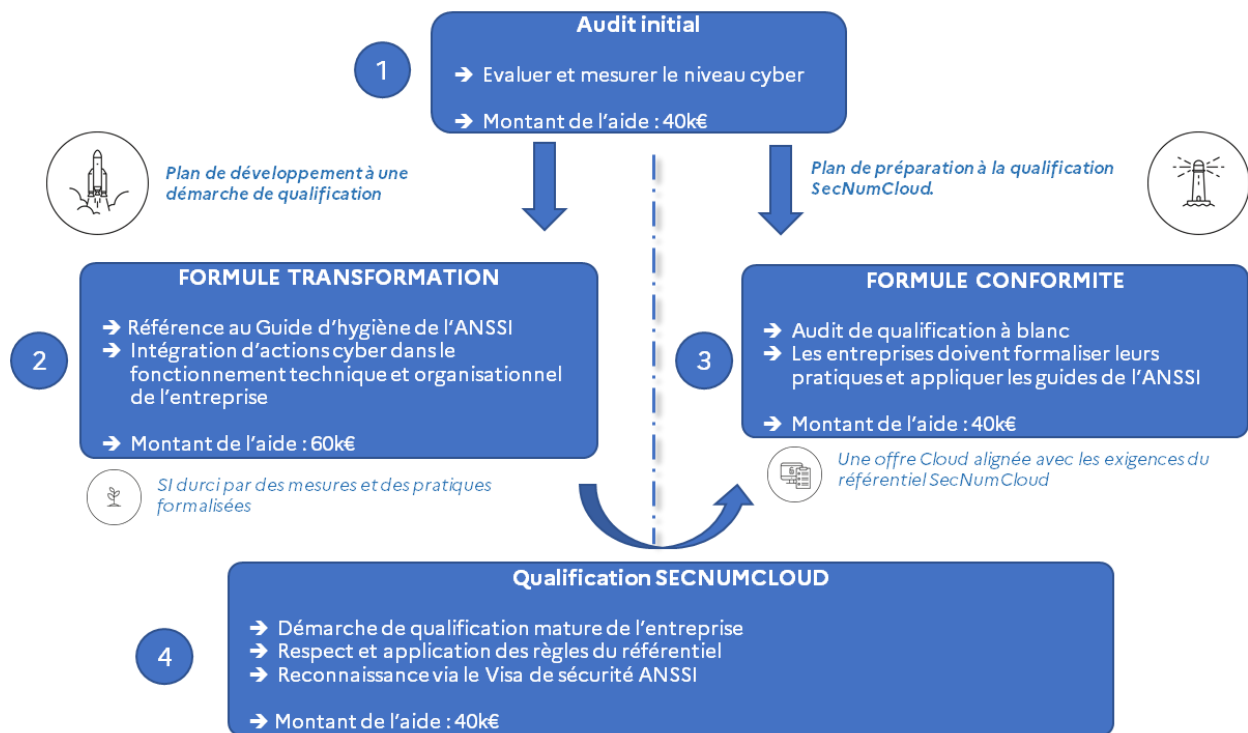 Audit initial
1
➔ Evaluer et mesurer le niveau cyber
➔ Montant de l'aide : 40k€
Plan de développement à une
démarche de qualification
Plan de préparation à la qualification
SecNumCloud.
FORMULE TRANSFORMATION
2
➔ Référence au Guide d'hygiène de l'ANSSI
➔ Intégration d'actions cyber dans le
fonctionnement technique et organisationnel
de l'entreprise
➔ Montant de l'aide : 60k€
SI durci par des mesures et des pratiques
formalisées
FORMULE CONFORMITE
3
➔ Audit de qualification à blanc
➔ Les entreprises doivent formaliser leurs
pratiques et appliquer les guides de l'ANSSI
➔ Montant de l'aide : 40k€
Une offre Cloud alignée avec les exigences du
référentiel SecNumCloud
Qualification SECNUMCLOUD
4
➔ Démarche de qualification mature de l'entreprise
➔ Respect et application des règles du référentiel
➔ Reconnaissance via le Visa de sécurité ANSSI
➔ Montant de l'aide : 40k€